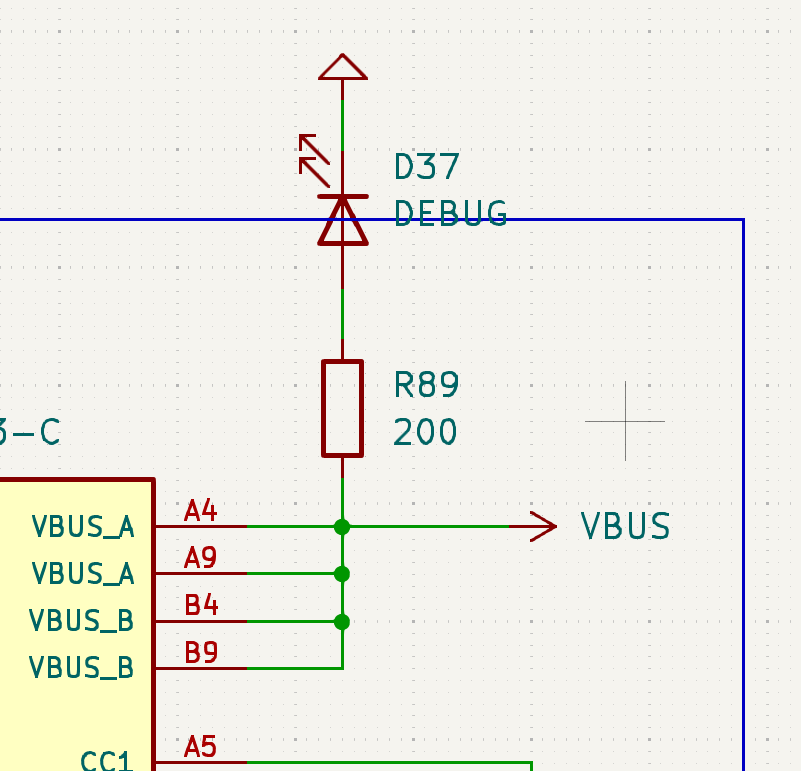 D37
DEBUG
R89
200
3-C
A4
VBUS_A
VBUS
A9
VBUS_A
B4
VBUS_B
B9
VBUS_B
A5
CC1